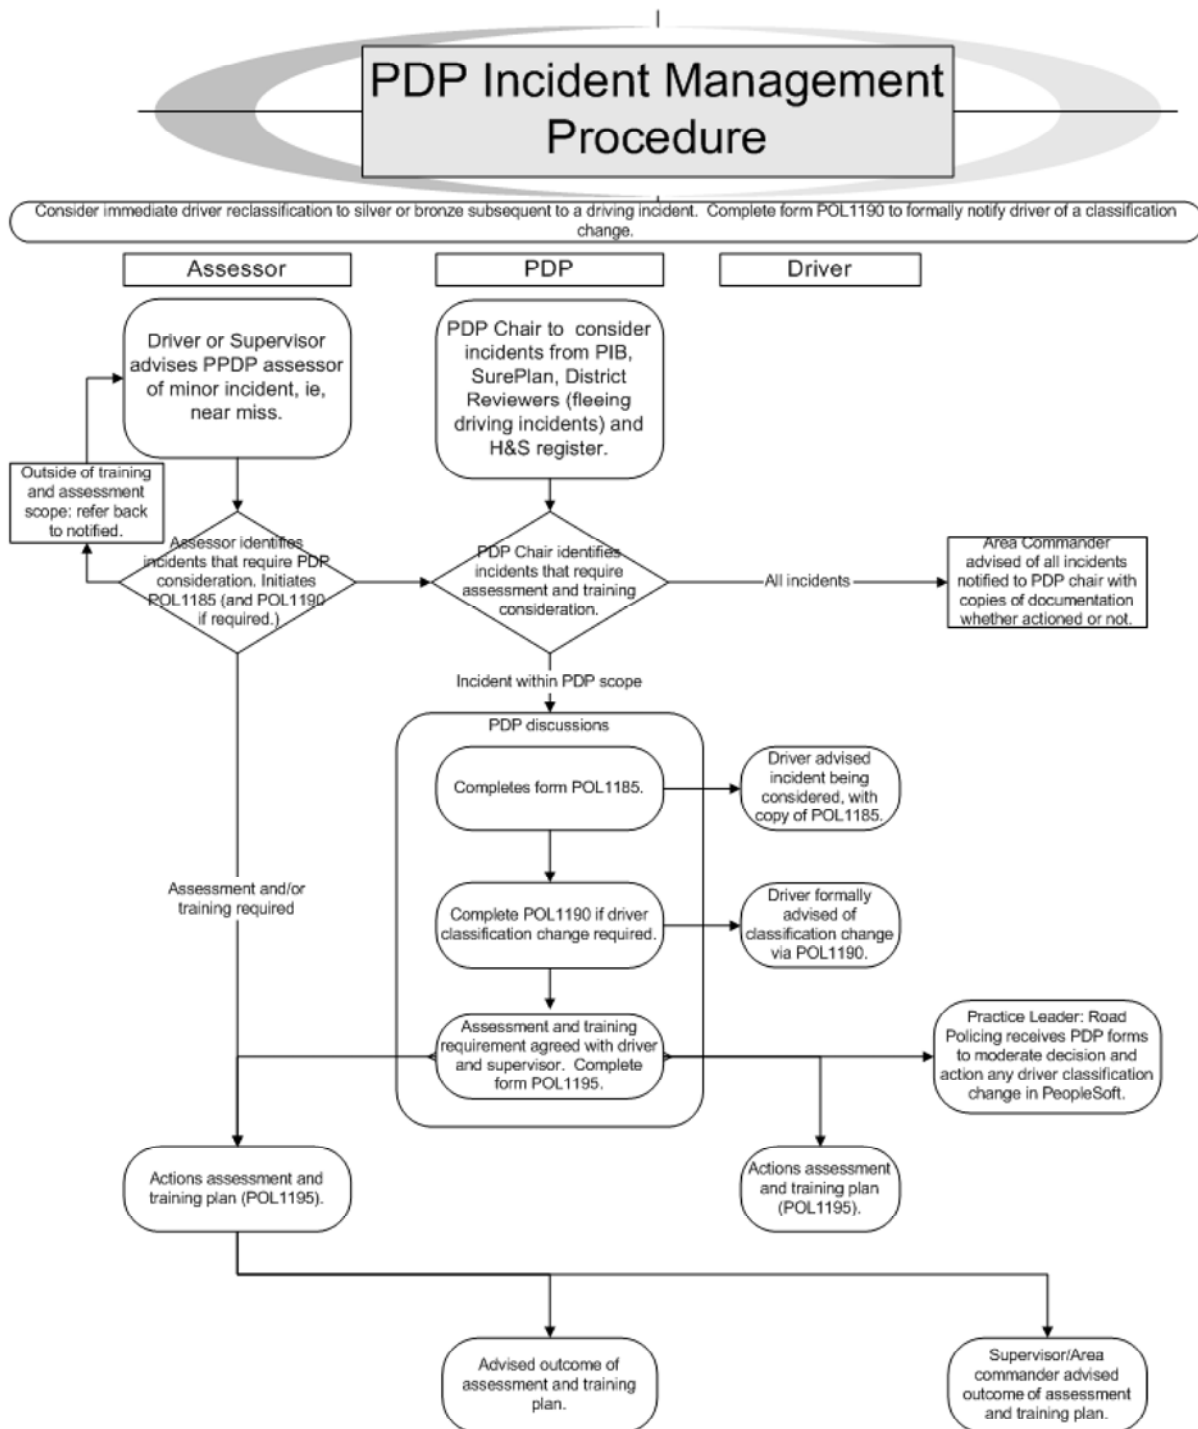 PDP Incident Management
Procedure
Consider immediate driver reclassification to silver or bronze subsequent to a driving incident.  Complete form POL1190 to formally notify driver of a classification
change.
Assessor
PDP
Driver
Driver or Supervisor
advises PPDP assessor
of minor incident, ie,
near miss.
PDP Chair to  consider
incidents from PIB,
SurePlan, District
Reviewers (fleeing
driving incidents) and
H&S register.
Outside of training
and assessment
scope: refer back
to notified.
Assessor identifies
incidents that require PDP
consideration. Initiates
POL1185 (and POL1190
if required.)
PDP Chair identifies
incidents that require
assessment and training
consideration.
All incidents
Area Commander
advised of all incidents
notified to PDP chair with
copies of documentation
whether actioned or not.
Incident within PDP scope
PDP discussions
Completes form POL1185.
Driver advised
incident being
considered, with
copy of POL1185.
Assessment and/or
training required
Complete POL1190 if driver
classification change required.
Driver formally
advised of
classification change
via POL1190.
Assessment and training
requirement agreed with driver
and supervisor.  Complete
form POL1195.
Practice Leader: Road
Policing receives PDP forms
to moderate decision and
action any driver classification
change in PeopleSoft.
Actions assessment and
training plan (POL1195).
Actions assessment
and training plan
(POL1195).
Advised outcome of
assessment and training
plan.
Supervisor/Area
commander advised
outcome of assessment
and training plan.